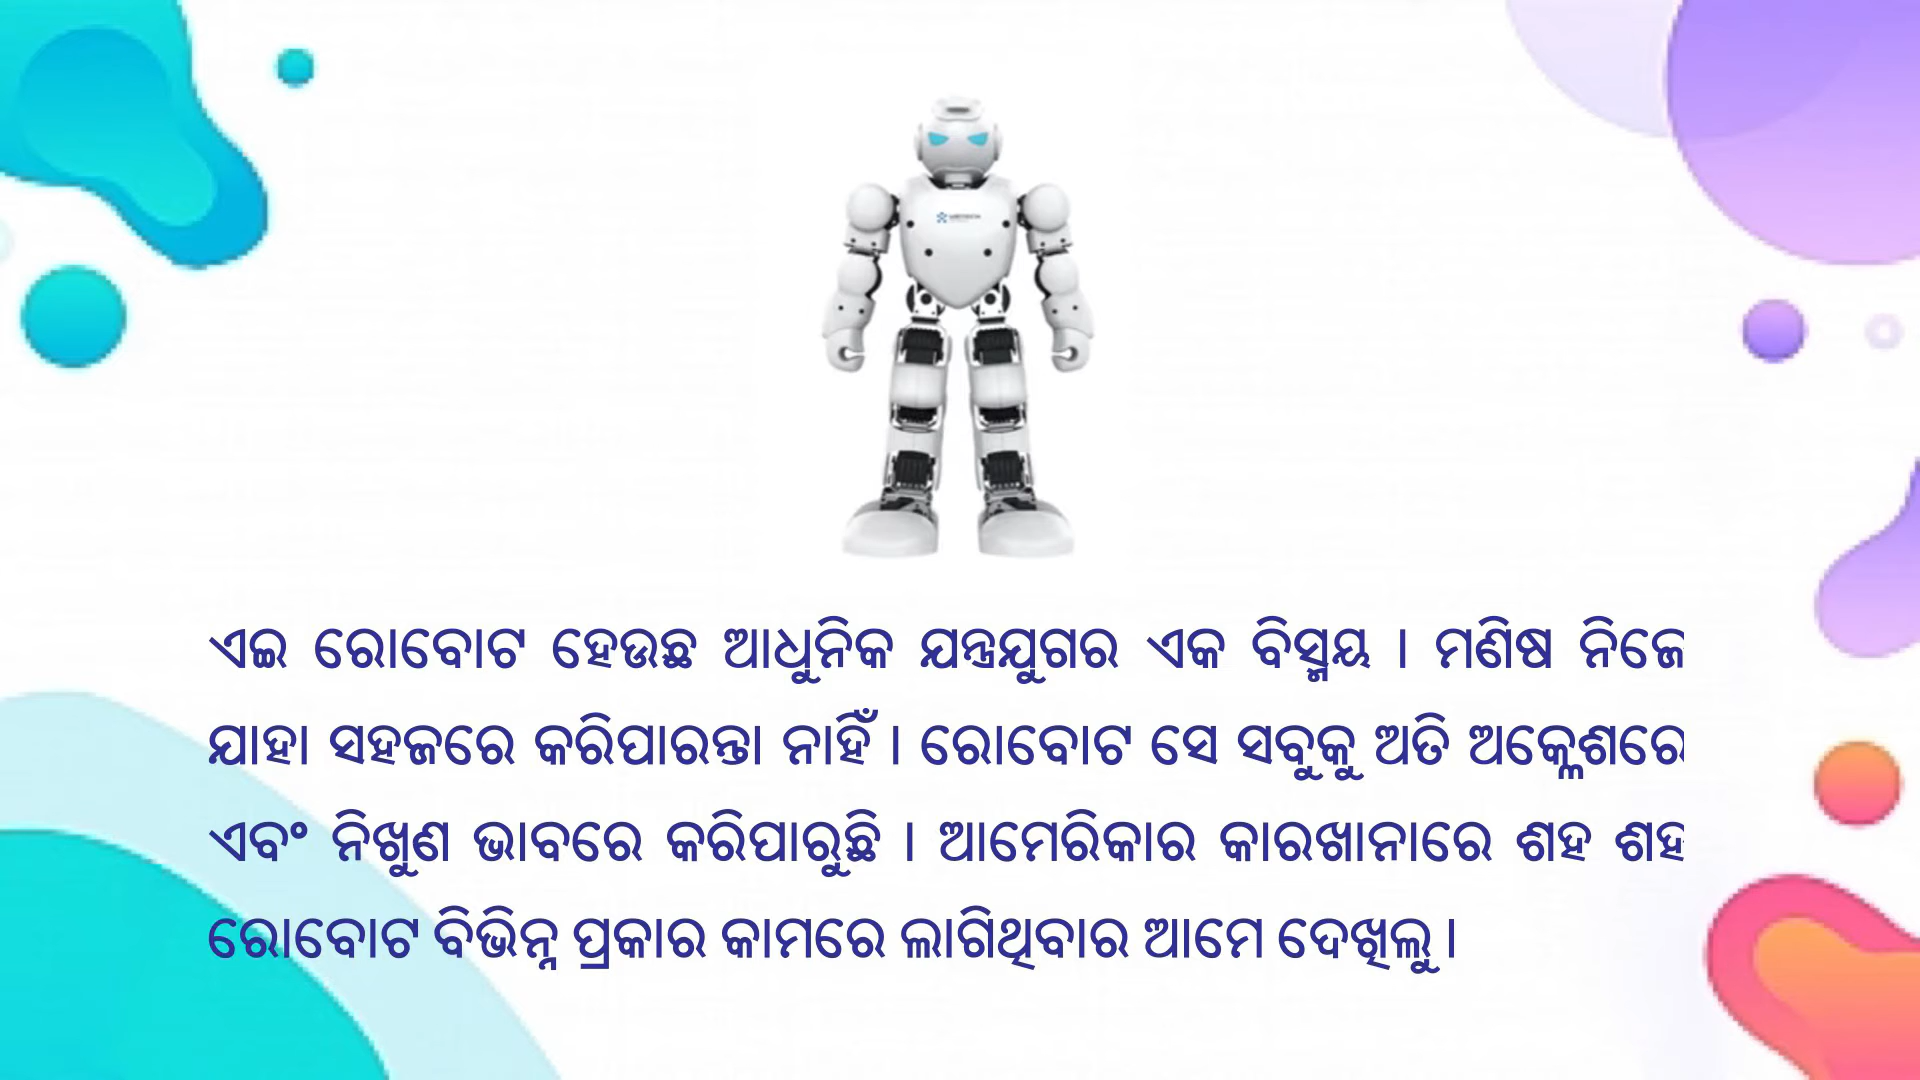 ଏଇ ରୋବୋଟ ହେଉଛ ଆଧୁନିକ ଯନ୍ତ୍ରଯୁଗର ଏକ ବିସ୍ମୟ । ମଣିଷ ନିଜେ
ଯାହା ସହଜରେ କରିପାରନ୍ତା ନାହିଁ । ରୋବୋଟ ସେ ସବୁକୁ ଅତି ଅକ୍ଳେଶରେ
ଏବଂ ନିଖୁଣ ଭାବରେ କରିପାରୁଛି । ଆମେରିକାର କାରଖାନାରେ ଶହ ଶହ
ରୋବୋଟ ବିଭିନ୍ନ ପ୍ରକାର କାମରେ ଲାଗିଥିବାର ଆମେ ଦେଖିଲୁ ।